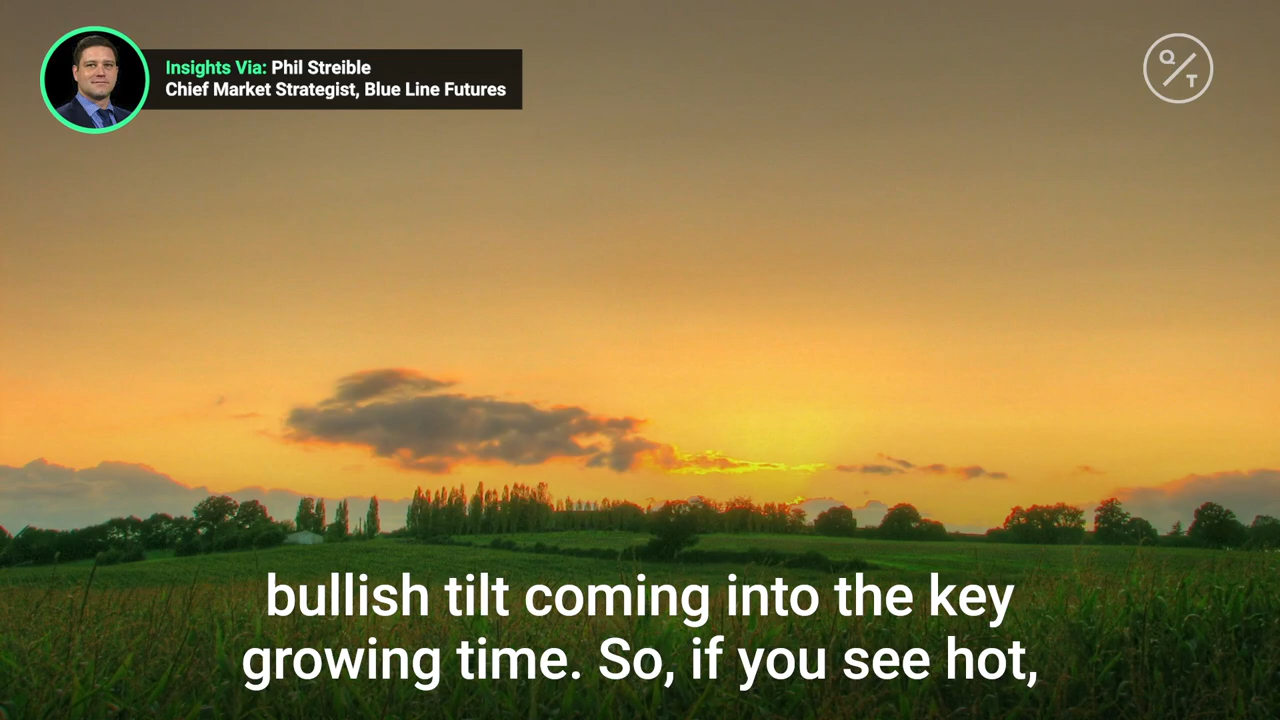 Insights Via: Phil Streible
Chief Market Strategist, Blue Line Futures
Q/T
bullish tilt coming into the key
growing time. So, if you see hot,